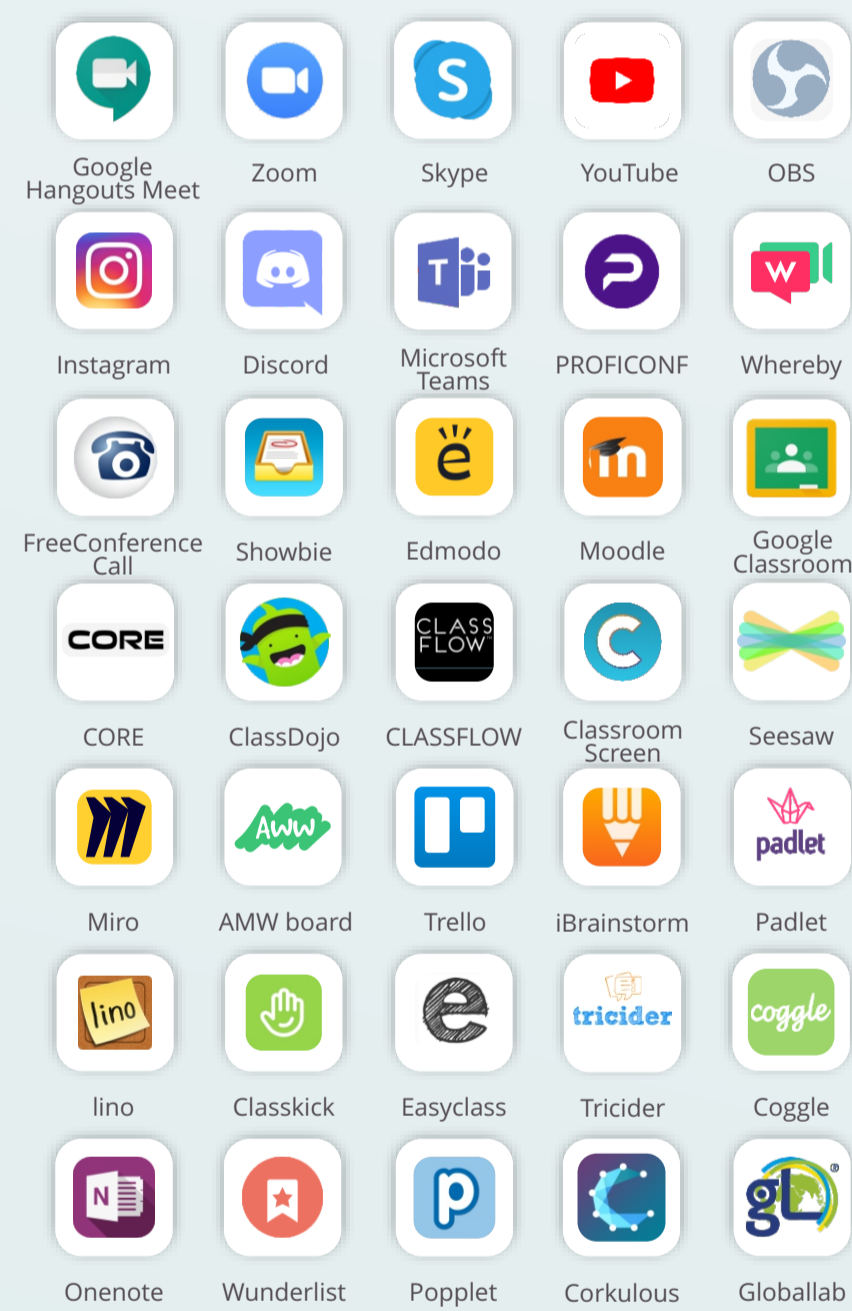 S
Google
Hangouts Meet
Zoom
Skype
YouTube
OBS
T
W
Instagram
Discord
Microsoft
Teams
PROFICONF
Whereby
e
m
FreeConference
Call
Showbie
Edmodo
Moodle
Google
Classroom
CORE
CLASS
FLOW™
C
CORE
ClassDojo
CLASSFLOW
Classroom
Screen
Seesaw
AWW
padlet
Miro
AMW board
Trello
iBrainstorm
Padlet
lino
e
tricider
coggle
lino
Classkick
Easyclass
Tricider
Coggle
N
p
C
gL®
Onenote
Wunderlist
Popplet
Corkulous
Globallab